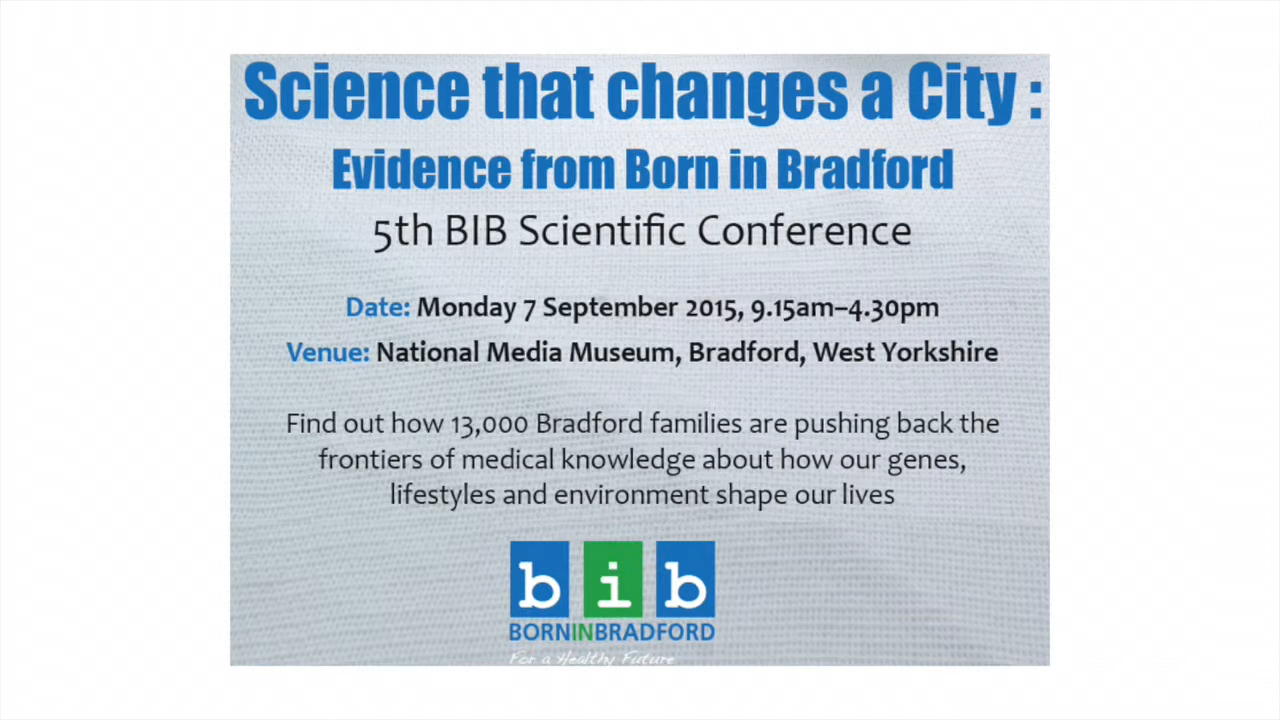 Science that changes a City :
Evidence from Born in Bradford
5th BIB Scientific Conference
Date: Monday 7 September 2015, 9.15am–4.30pm
Venue: National Media Museum, Bradford, West Yorkshire
Find out how 13,000 Bradford families are pushing back the
frontiers of medical knowledge about how our genes,
lifestyles and environment shape our lives
b i b
BORNINBRADFORD
For a Healthy Future